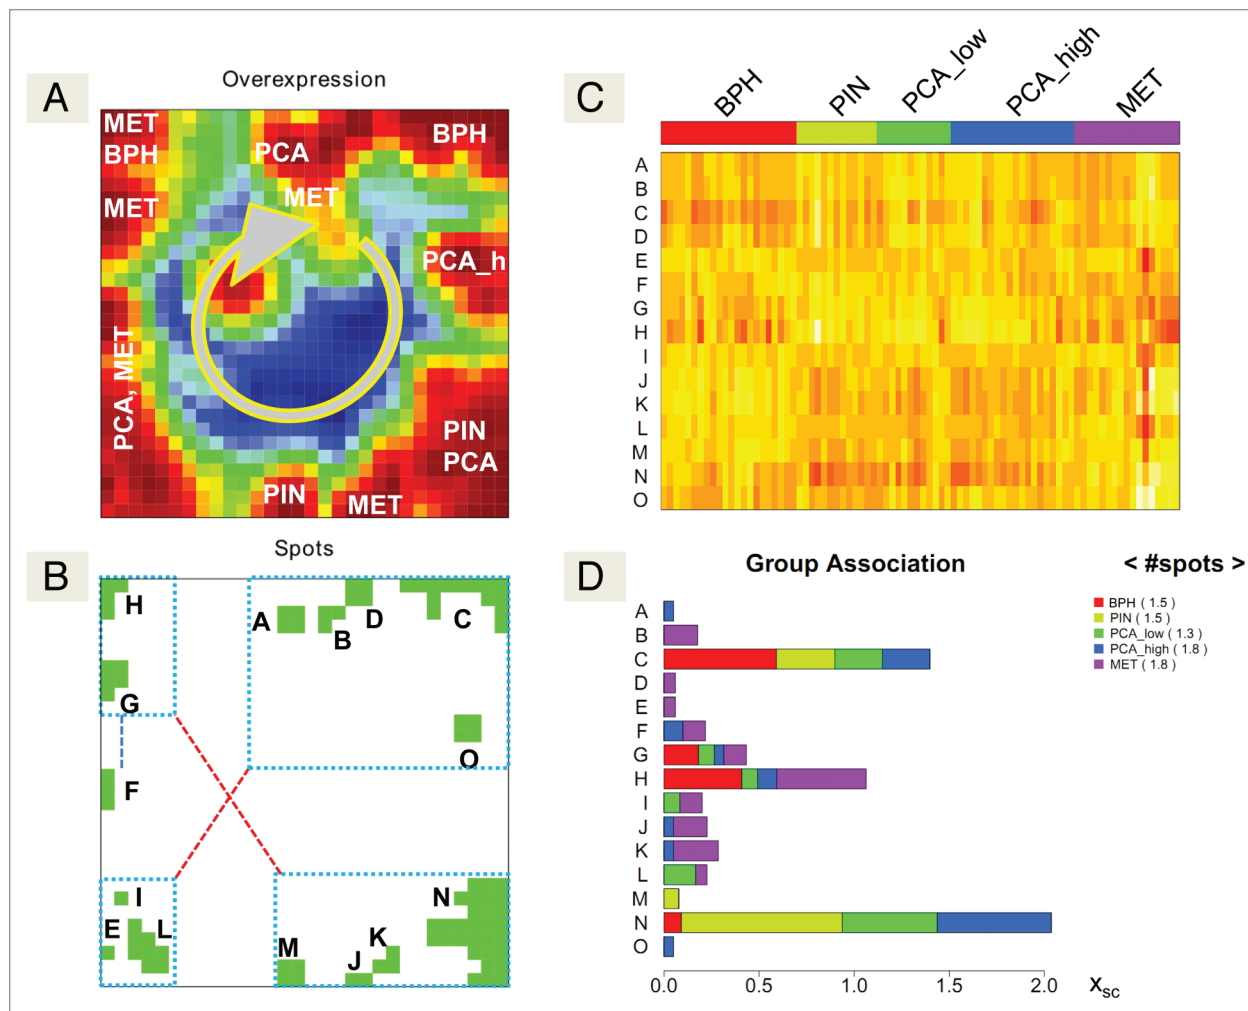 A
Overexpression
MET
BPH
PCA
BPH
MET
MET
PCA_h
PCA, MET
PIN
PCA
PIN
MET
B
Spots
H
A
B
D
C
G
O
F
I
E
L
N
M
J
K
C
BPH
PIN
PCA_low
PCA_high
MET
A
B
C
D
E
F
G
H
I
J
K
L
M
N
O
D
Group Association
< #spots >
BPH ( 1.5 )
PIN ( 1.5 )
PCA_low ( 1.3 )
PCA_high ( 1.8 )
MET ( 1.8 )
A
B
C
D
E
F
G
H
I
J
K
L
M
N
O
0.0 0.5 1.0 1.5 2.0 xsc